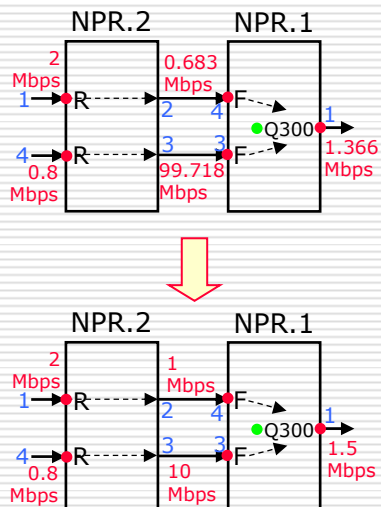 NPR.2 NPR.1
2
Mbps
0.683
Mbps
1 R 2 4 F
Q300 1
4 R 3 3 F
0.8
Mbps
99.718
Mbps
1.366
Mbps
NPR.2 NPR.1
2
Mbps
1
Mbps
1 R 2 4 F
Q300 1
4 R 3 3 F
0.8
Mbps
10
Mbps
1.5
Mbps